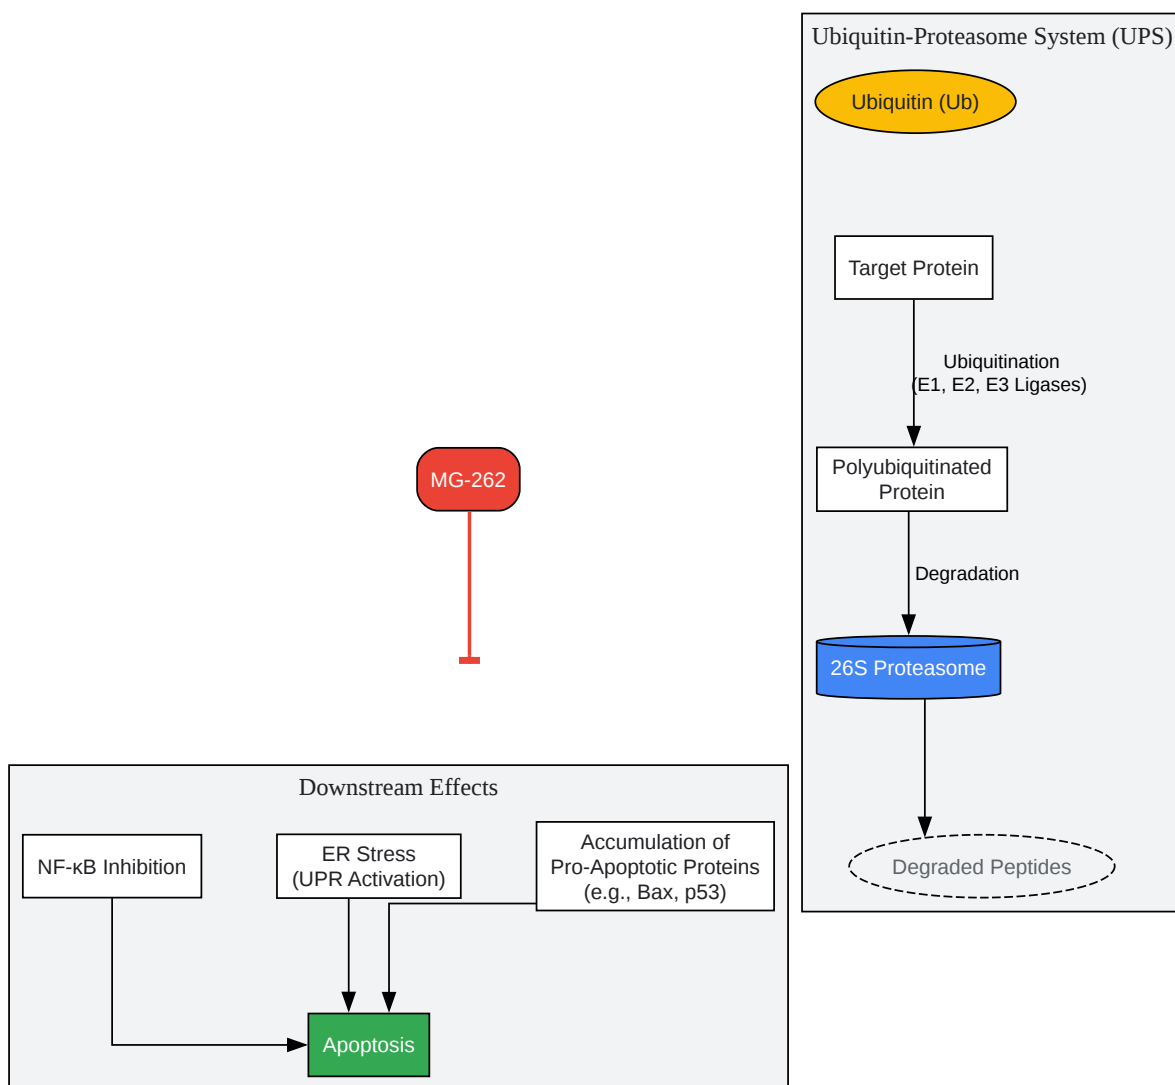 Ubiquitin-Proteasome System (UPS)
Ubiquitin (Ub)
Target Protein
Ubiquitination
(E1, E2, E3 Ligases)
Polyubiquitinated
Protein
Degradation
26S Proteasome
Degraded Peptides
MG-262
Downstream Effects
NF-κB Inhibition
ER Stress
(UPR Activation)
Accumulation of
Pro-Apoptotic Proteins
(e.g., Bax, p53)
Apoptosis